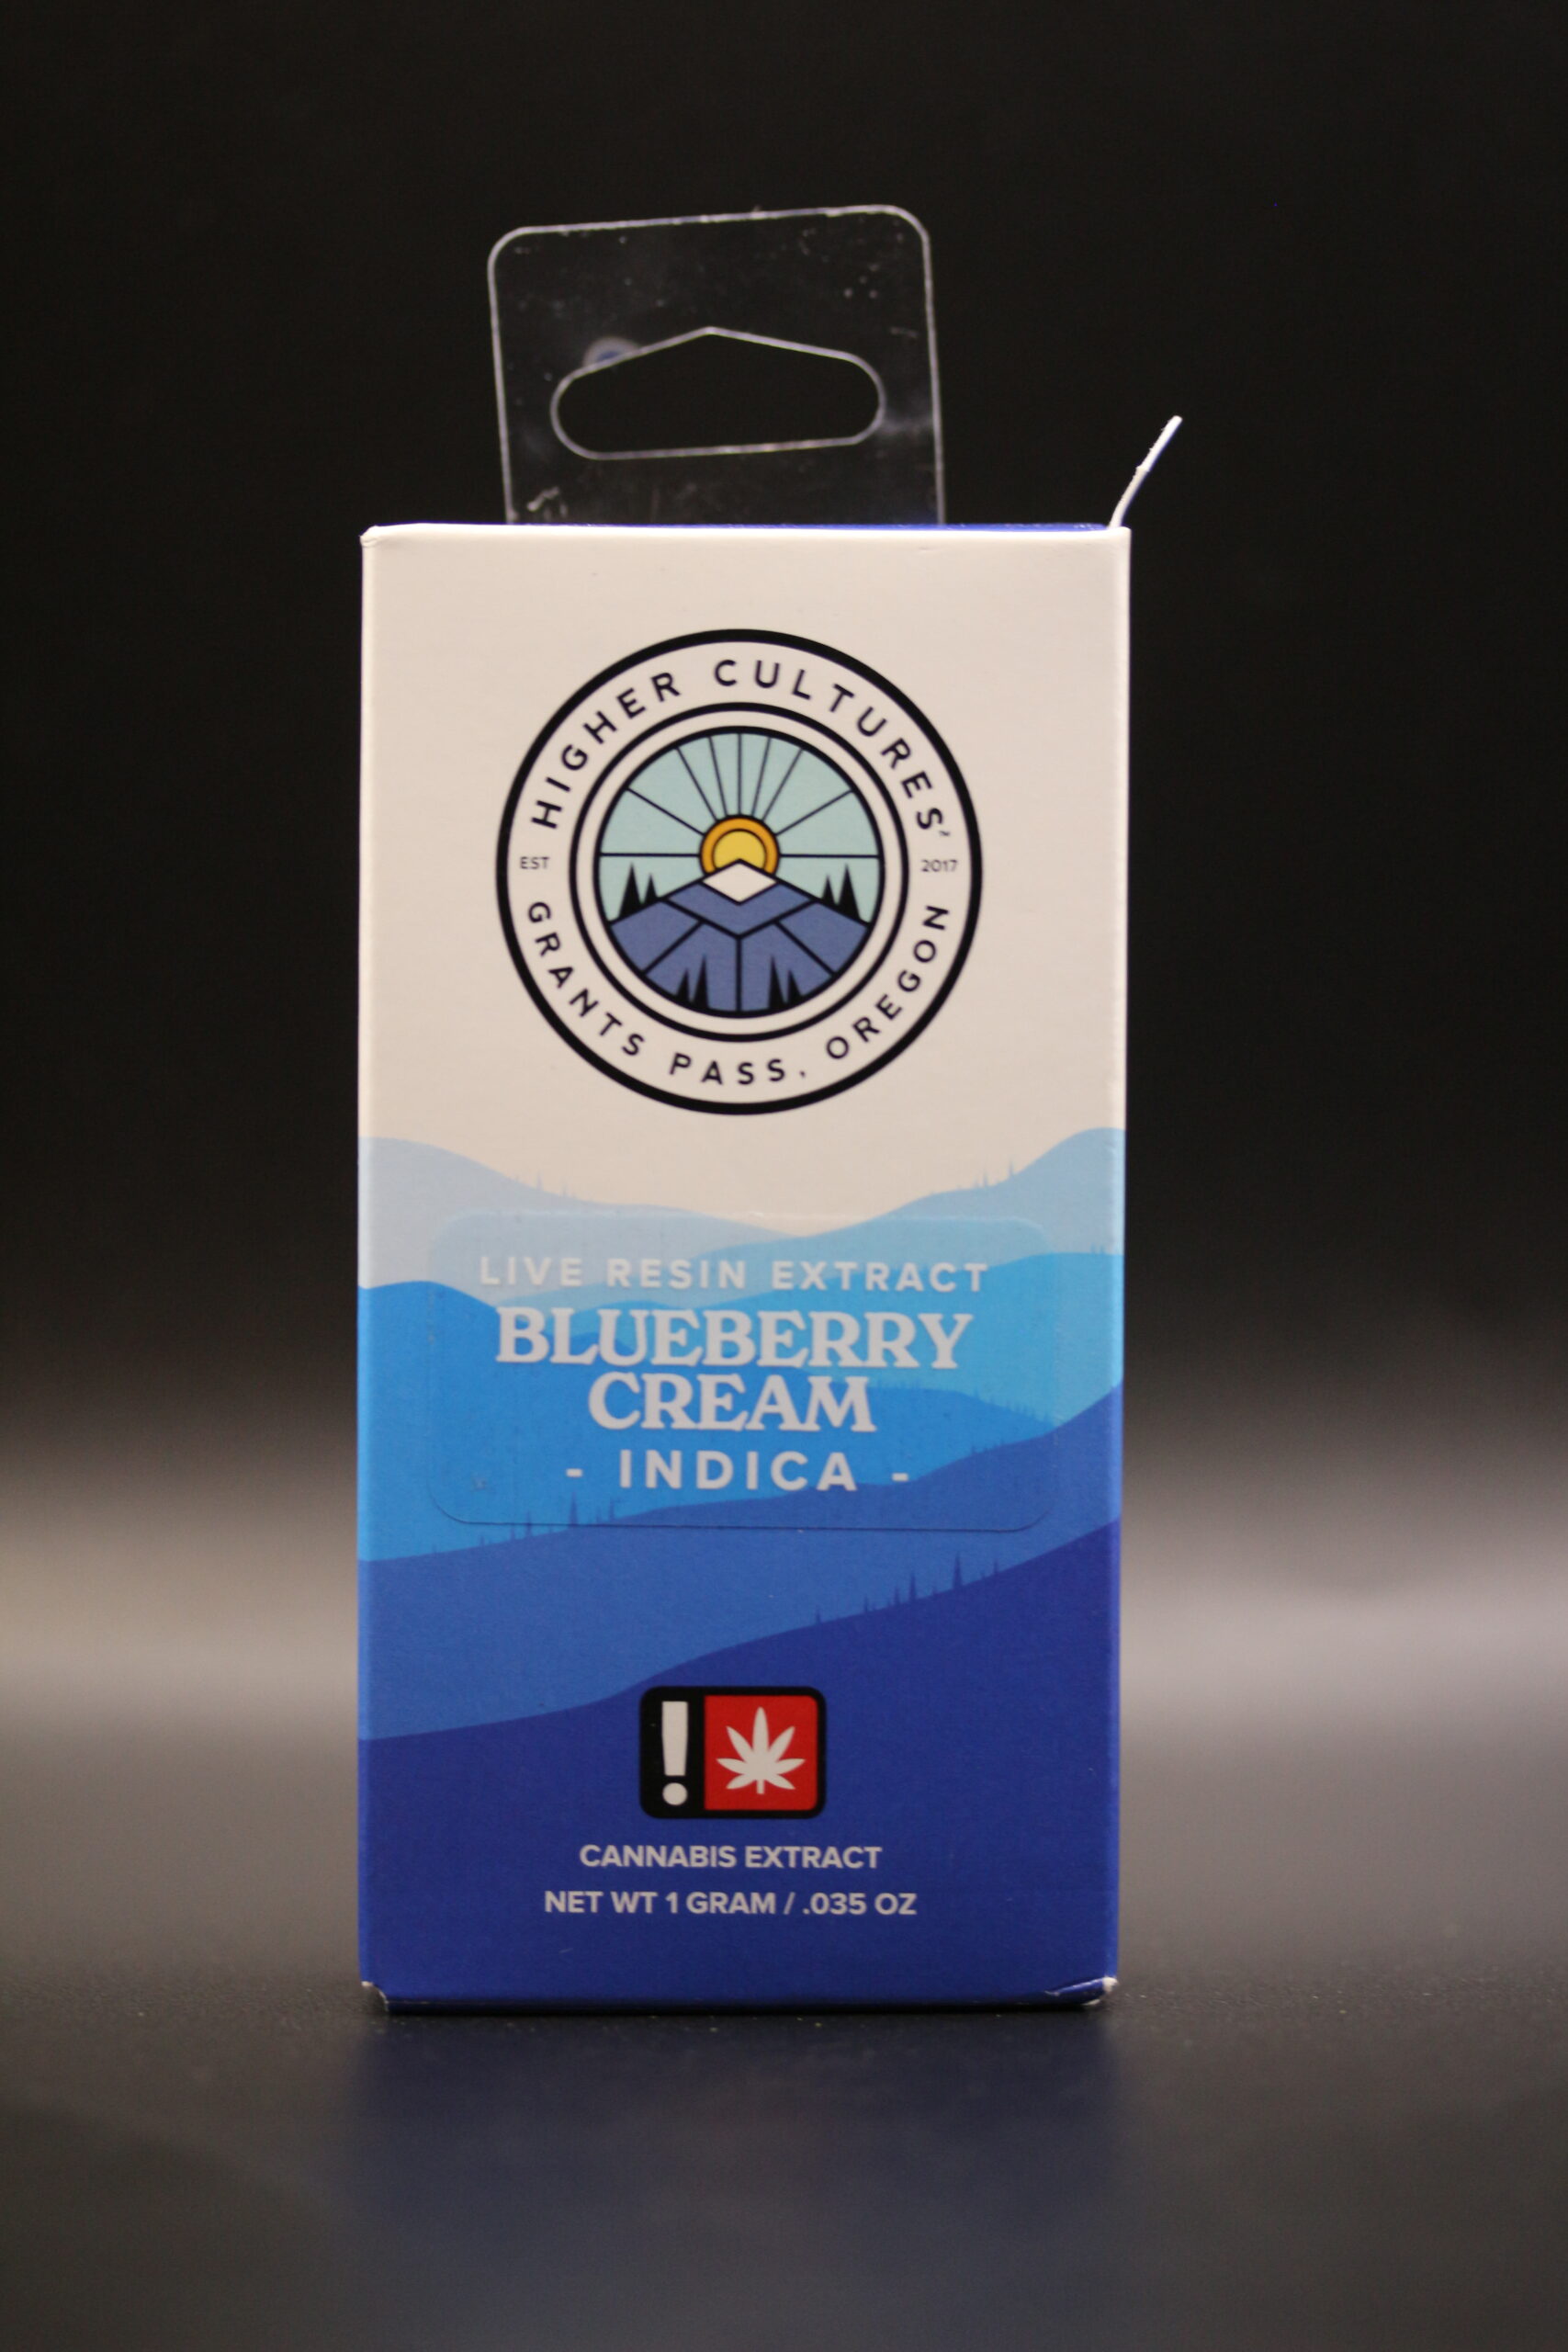 HIGHER CULTURES'
EST
2017
GRANTS PASS, OREGON
LIVE RESIN EXTRACT
BLUEBERRY
CREAM
- INDICA -
!
CANNABIS EXTRACT
NET WT 1 GRAM / .035 OZ